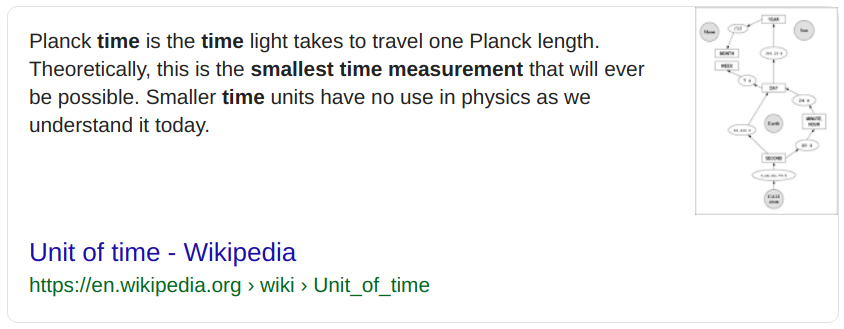 Planck time is the time light takes to travel one Planck length.
Theoretically, this is the smallest time measurement that will ever
be possible. Smaller time units have no use in physics as we
understand it today.
YEAR
MONTH
WEEK
DAY
Earth
MINUTE
HOUR
SECOND
Unit of time - Wikipedia
https://en.wikipedia.org › wiki › Unit_of_time